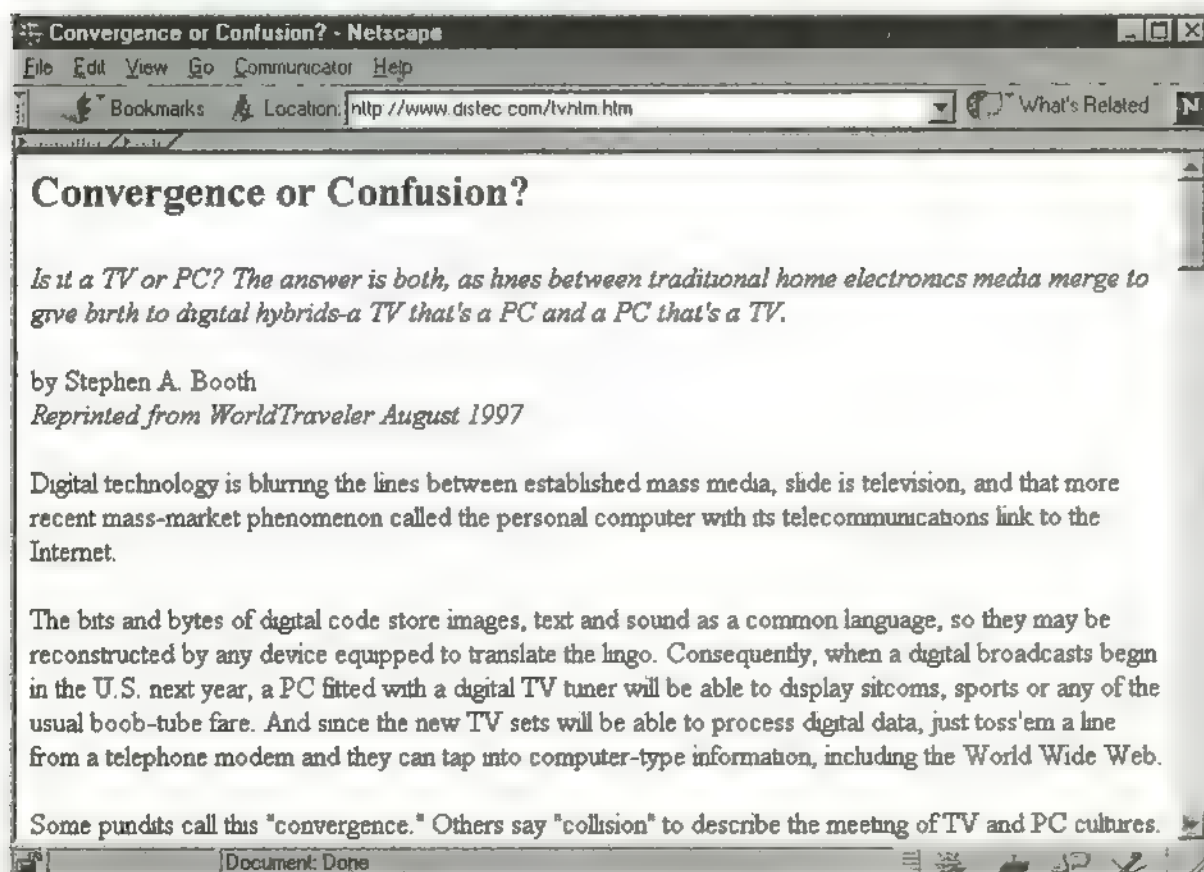 Convergence or Confusion? - Netscape
File Edit View Go Communicator Help
Bookmarks Location: http://www.distec.com/tvhtm.htm What's Related N
Convergence or Confusion?
Is it a TV or PC? The answer is both, as lines between traditional home electronics media merge to
give birth to digital hybrids-a TV that's a PC and a PC that's a TV.
by Stephen A. Booth
Reprinted from WorldTraveler August 1997
Digital technology is blurring the lines between established mass media, slide is television, and that more
recent mass-market phenomenon called the personal computer with its telecommunications link to the
Internet.
The bits and bytes of digital code store images, text and sound as a common language, so they may be
reconstructed by any device equipped to translate the lingo. Consequently, when a digital broadcasts begin
in the U.S. next year, a PC fitted with a digital TV tuner will be able to display sitcoms, sports or any of the
usual boob-tube fare. And since the new TV sets will be able to process digital data, just toss'em a line
from a telephone modem and they can tap into computer-type information, including the World Wide Web.
Some pundits call this "convergence." Others say "collision" to describe the meeting of TV and PC cultures.
Document: Done